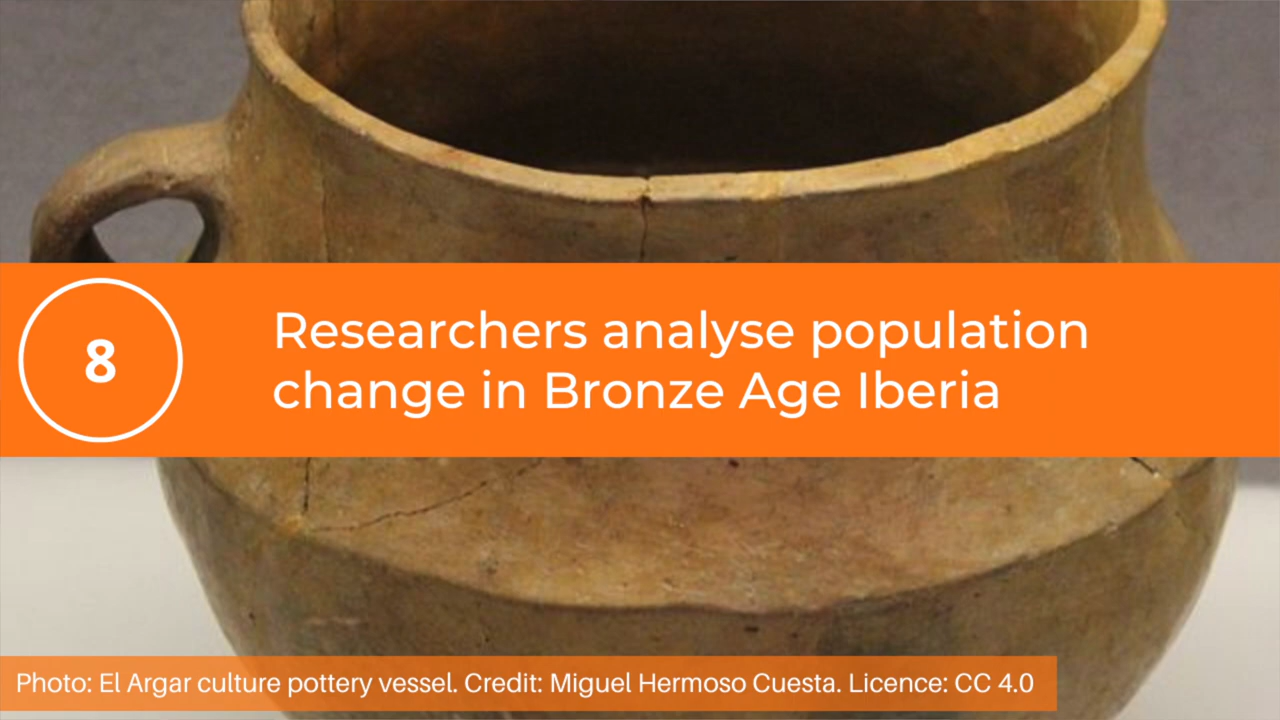 8
Researchers analyse population
change in Bronze Age Iberia
Photo: El Argar culture pottery vessel. Credit: Miguel Hermoso Cuesta. Licence: CC 4.0